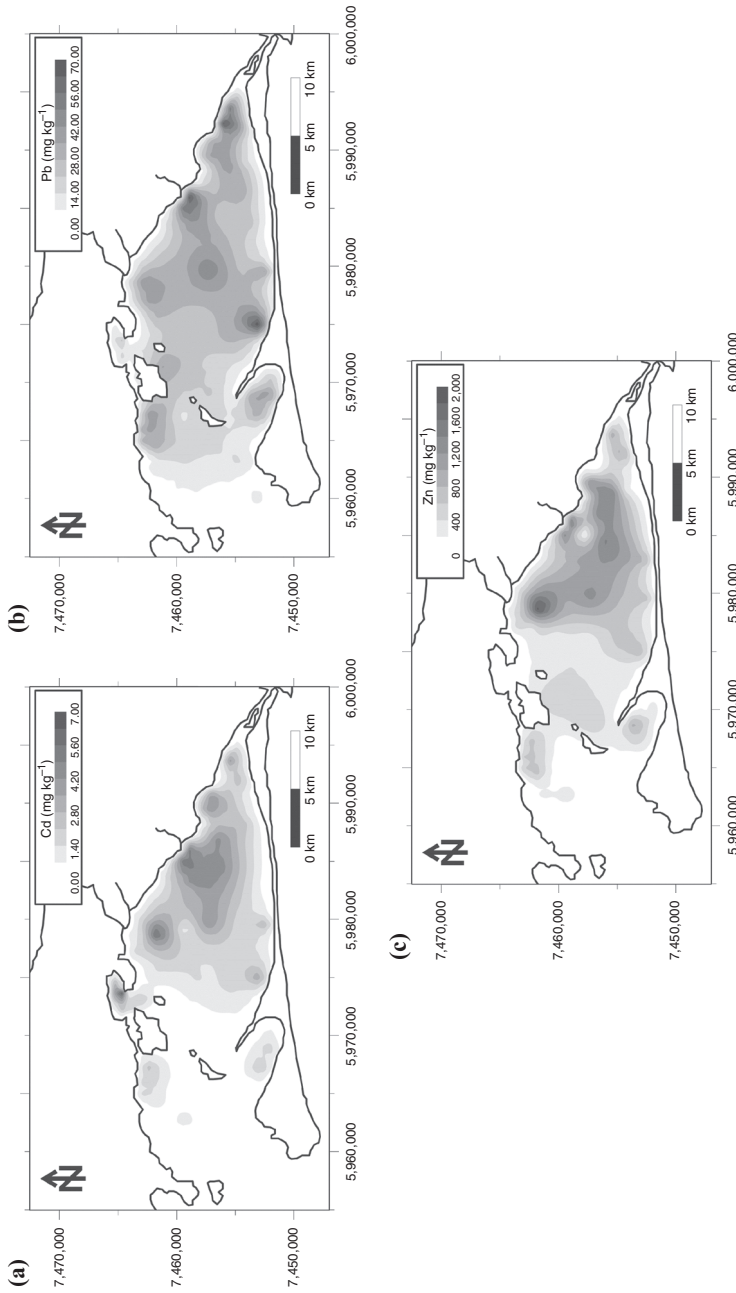 (a)
Cd (mg kg⁻¹)
0.00 1.40 2.80 4.20 5.60 7.00
N
7,470,000
7,460,000
7,450,000
0 km 5 km 10 km
5,960,000 5,970,000 5,980,000 5,990,000 6,000,000
(b)
Pb (mg kg⁻¹)
0.00 14.00 28.00 42.00 56.00 70.00
N
7,470,000
7,460,000
7,450,000
0 km 5 km 10 km
5,960,000 5,970,000 5,980,000 5,990,000 6,000,000
(c)
Zn (mg kg⁻¹)
0 400 800 1,200 1,600 2,000
N
7,470,000
7,460,000
7,450,000
0 km 5 km 10 km
5,960,000 5,970,000 5,980,000 5,990,000 6,000,000